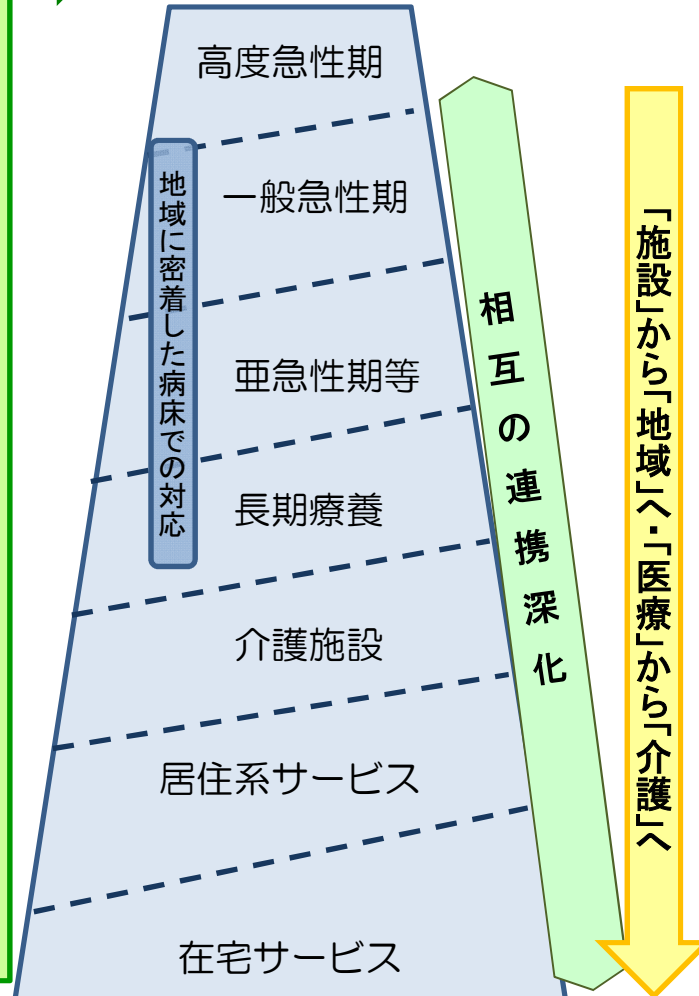 高度急性期
一般急性期
亜急性期等
長期療養
介護施設
居住系サービス
在宅サービス
地域に密着した病床での対応
相互の連携深化
「施設」から「地域」へ・「医療」から「介護」へ